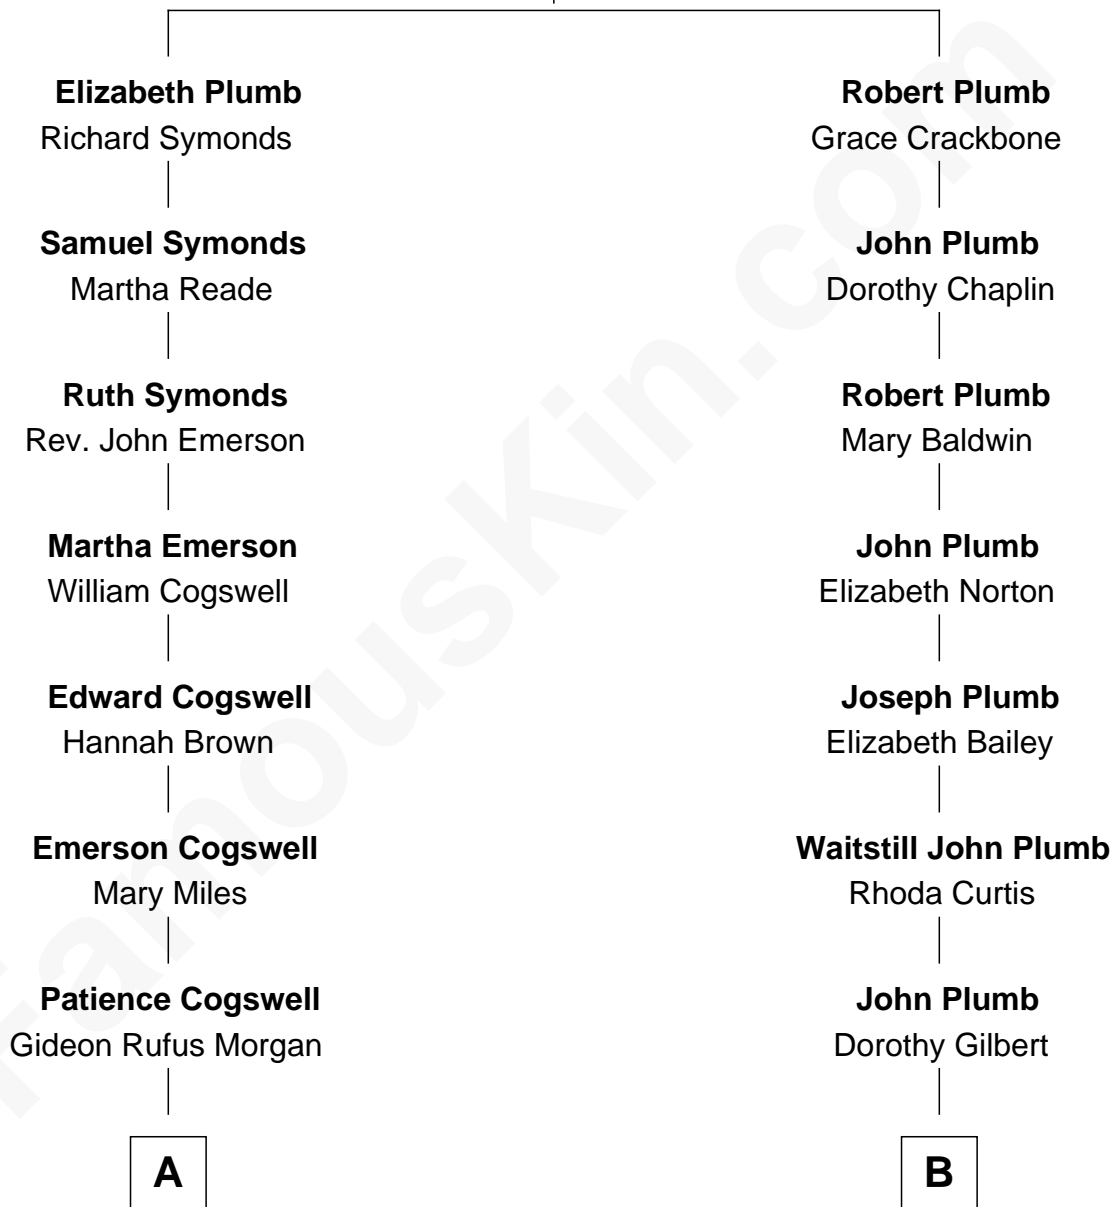 Elizabeth Plumb
Richard Symonds
Samuel Symonds
Martha Reade
Ruth Symonds
Rev. John Emerson
Martha Emerson
William Cogswell
Edward Cogswell
Hannah Brown
Emerson Cogswell
Mary Miles
Patience Cogswell
Gideon Rufus Morgan
A
Robert Plumb
Grace Crackbone
John Plumb
Dorothy Chaplin
Robert Plumb
Mary Baldwin
John Plumb
Elizabeth Norton
Joseph Plumb
Elizabeth Bailey
Waitstill John Plumb
Rhoda Curtis
John Plumb
Dorothy Gilbert
B
FamousKin.com